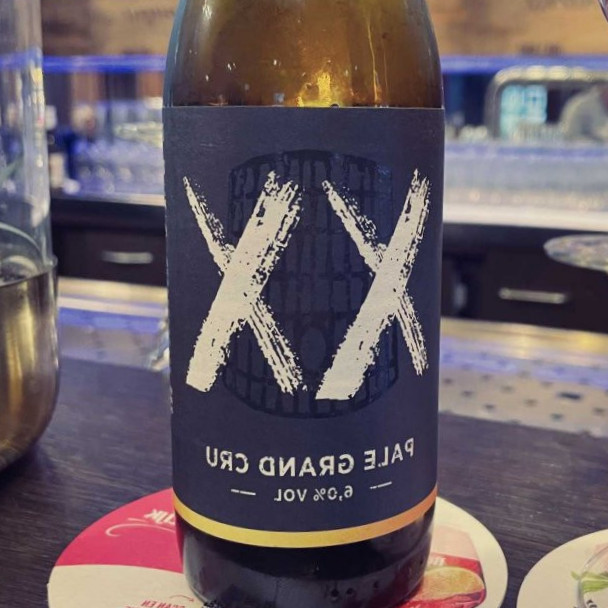 XX
PALE GRAND CRU
6,0% VOL